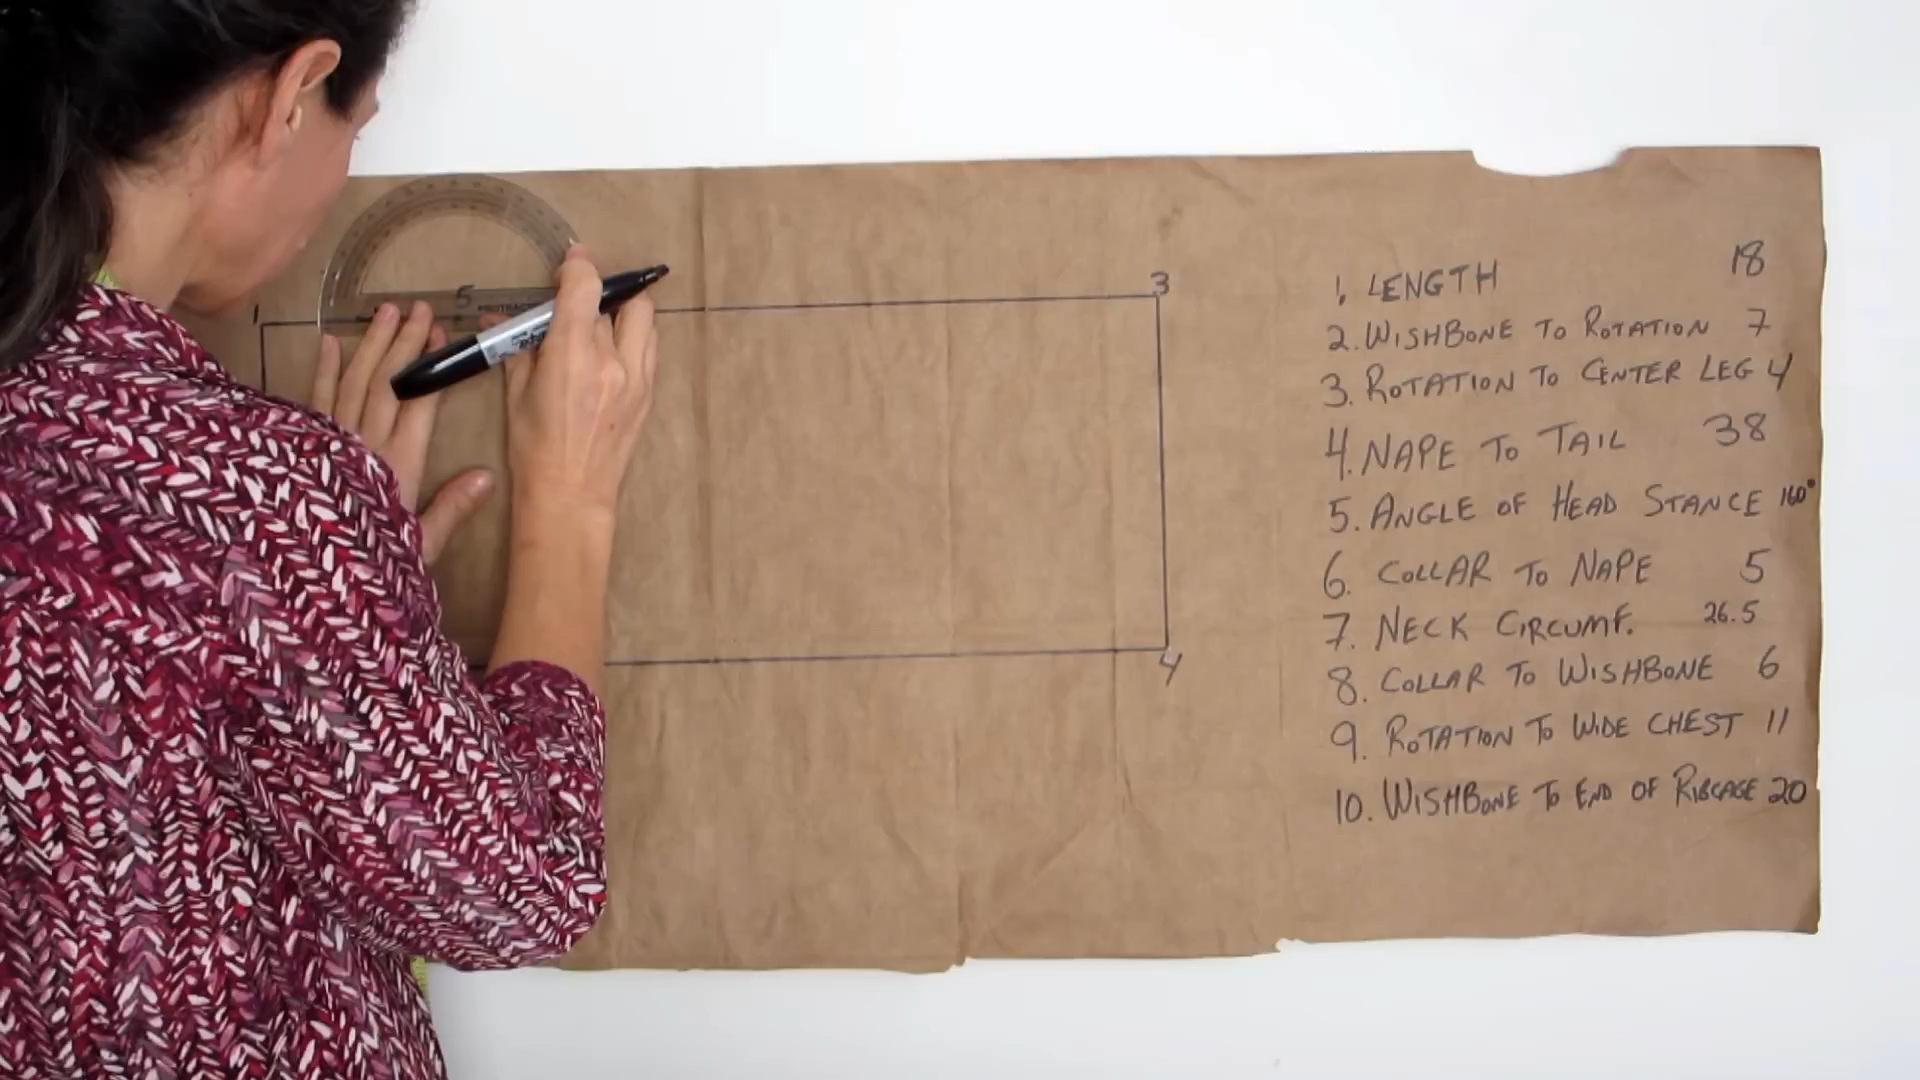 1
5
3
4
1. LENGTH 18
2. WISHBONE TO ROTATION 7
3. ROTATION TO CENTER LEG 4
4. NAPE TO TAIL 38
5. ANGLE OF HEAD STANCE 160°
6. COLLAR TO NAPE 5
7. NECK CIRCUMF. 26.5
8. COLLAR TO WISHBONE 6
9. ROTATION TO WIDE CHEST 11
10. WISHBONE TO END OF RIBCAGE 20